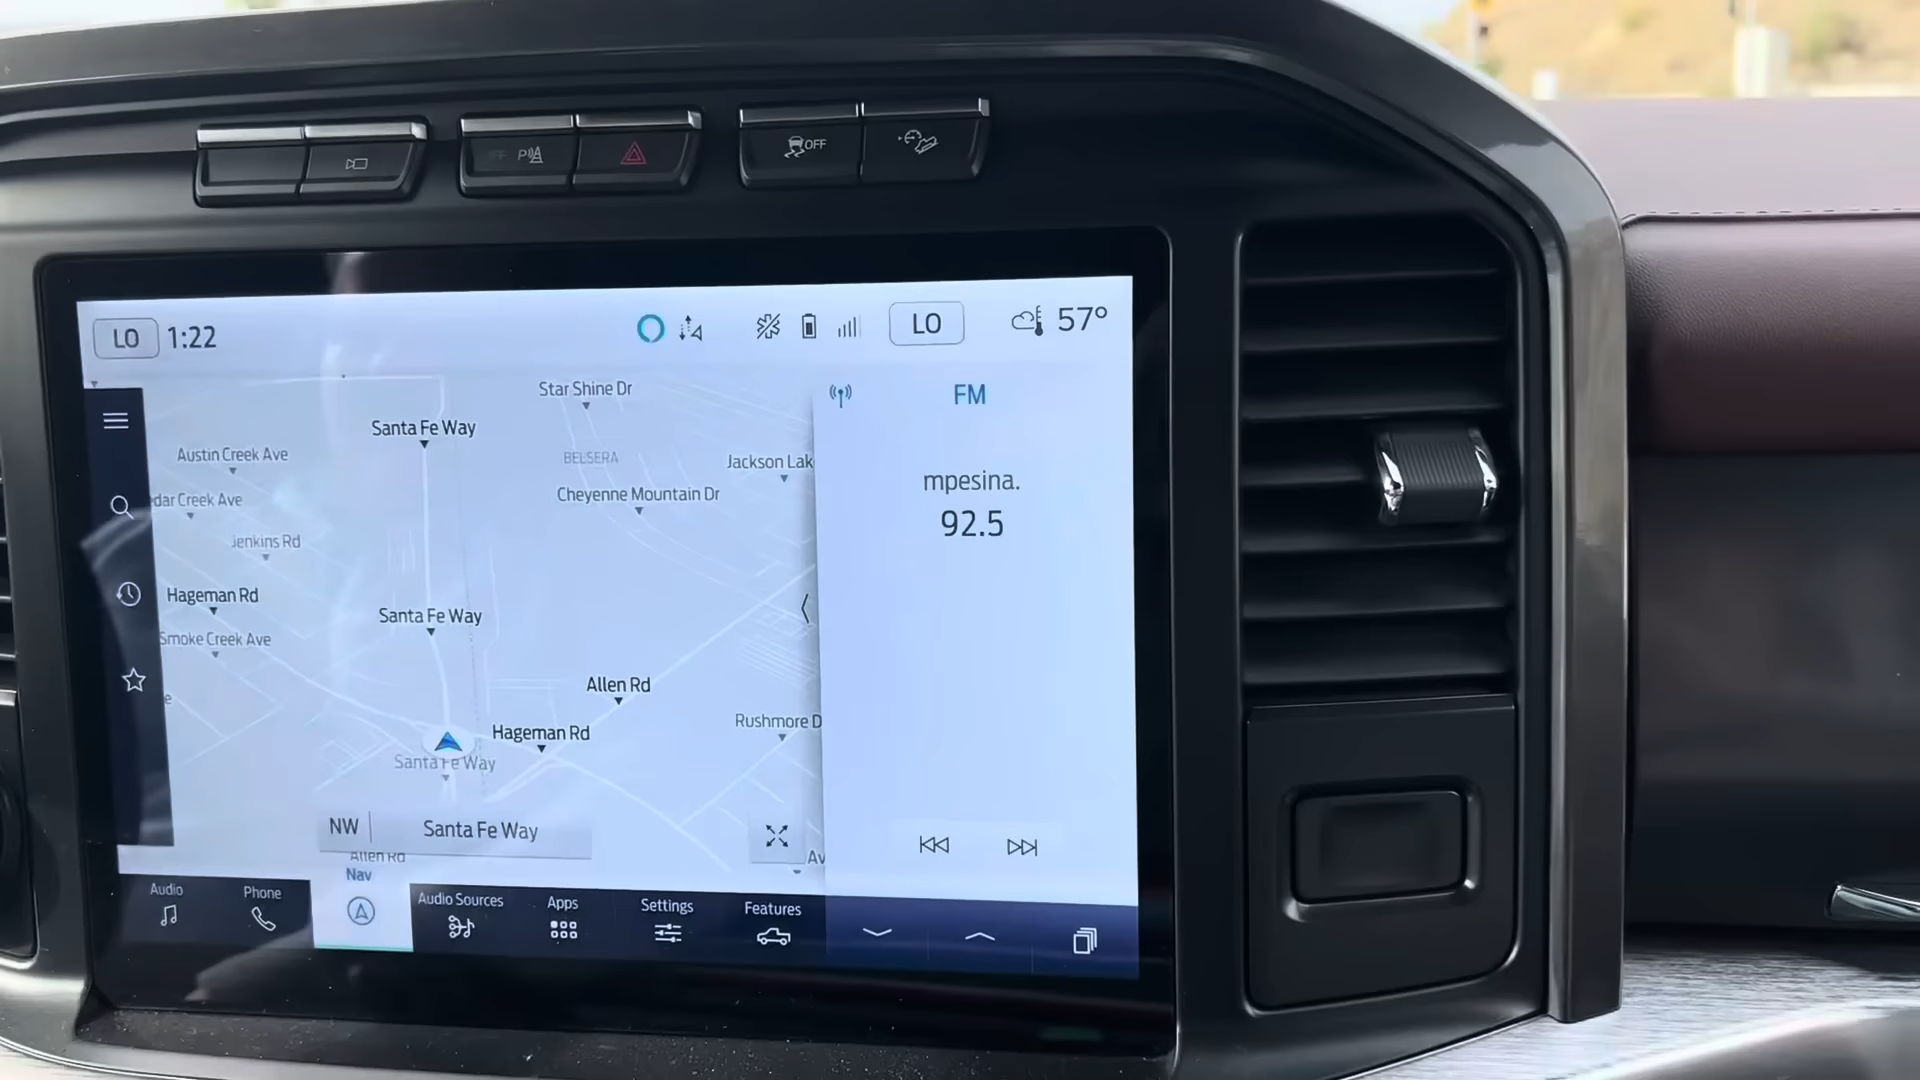 OFF
LO 1:22
LO
57°
Star Shine Dr
Santa Fe Way
FM
Austin Creek Ave
BELSERA
Jackson Lak
mpesina.
dar Creek Ave
Cheyenne Mountain Dr
92.5
Jenkins Rd
Hageman Rd
Santa Fe Way
Smoke Creek Ave
Allen Rd
Hageman Rd
Rushmore D
Santa Fe Way
NW
Santa Fe Way
Allen Rd
Av
Audio
Phone
Nav
Audio Sources
Apps
Settings
Features